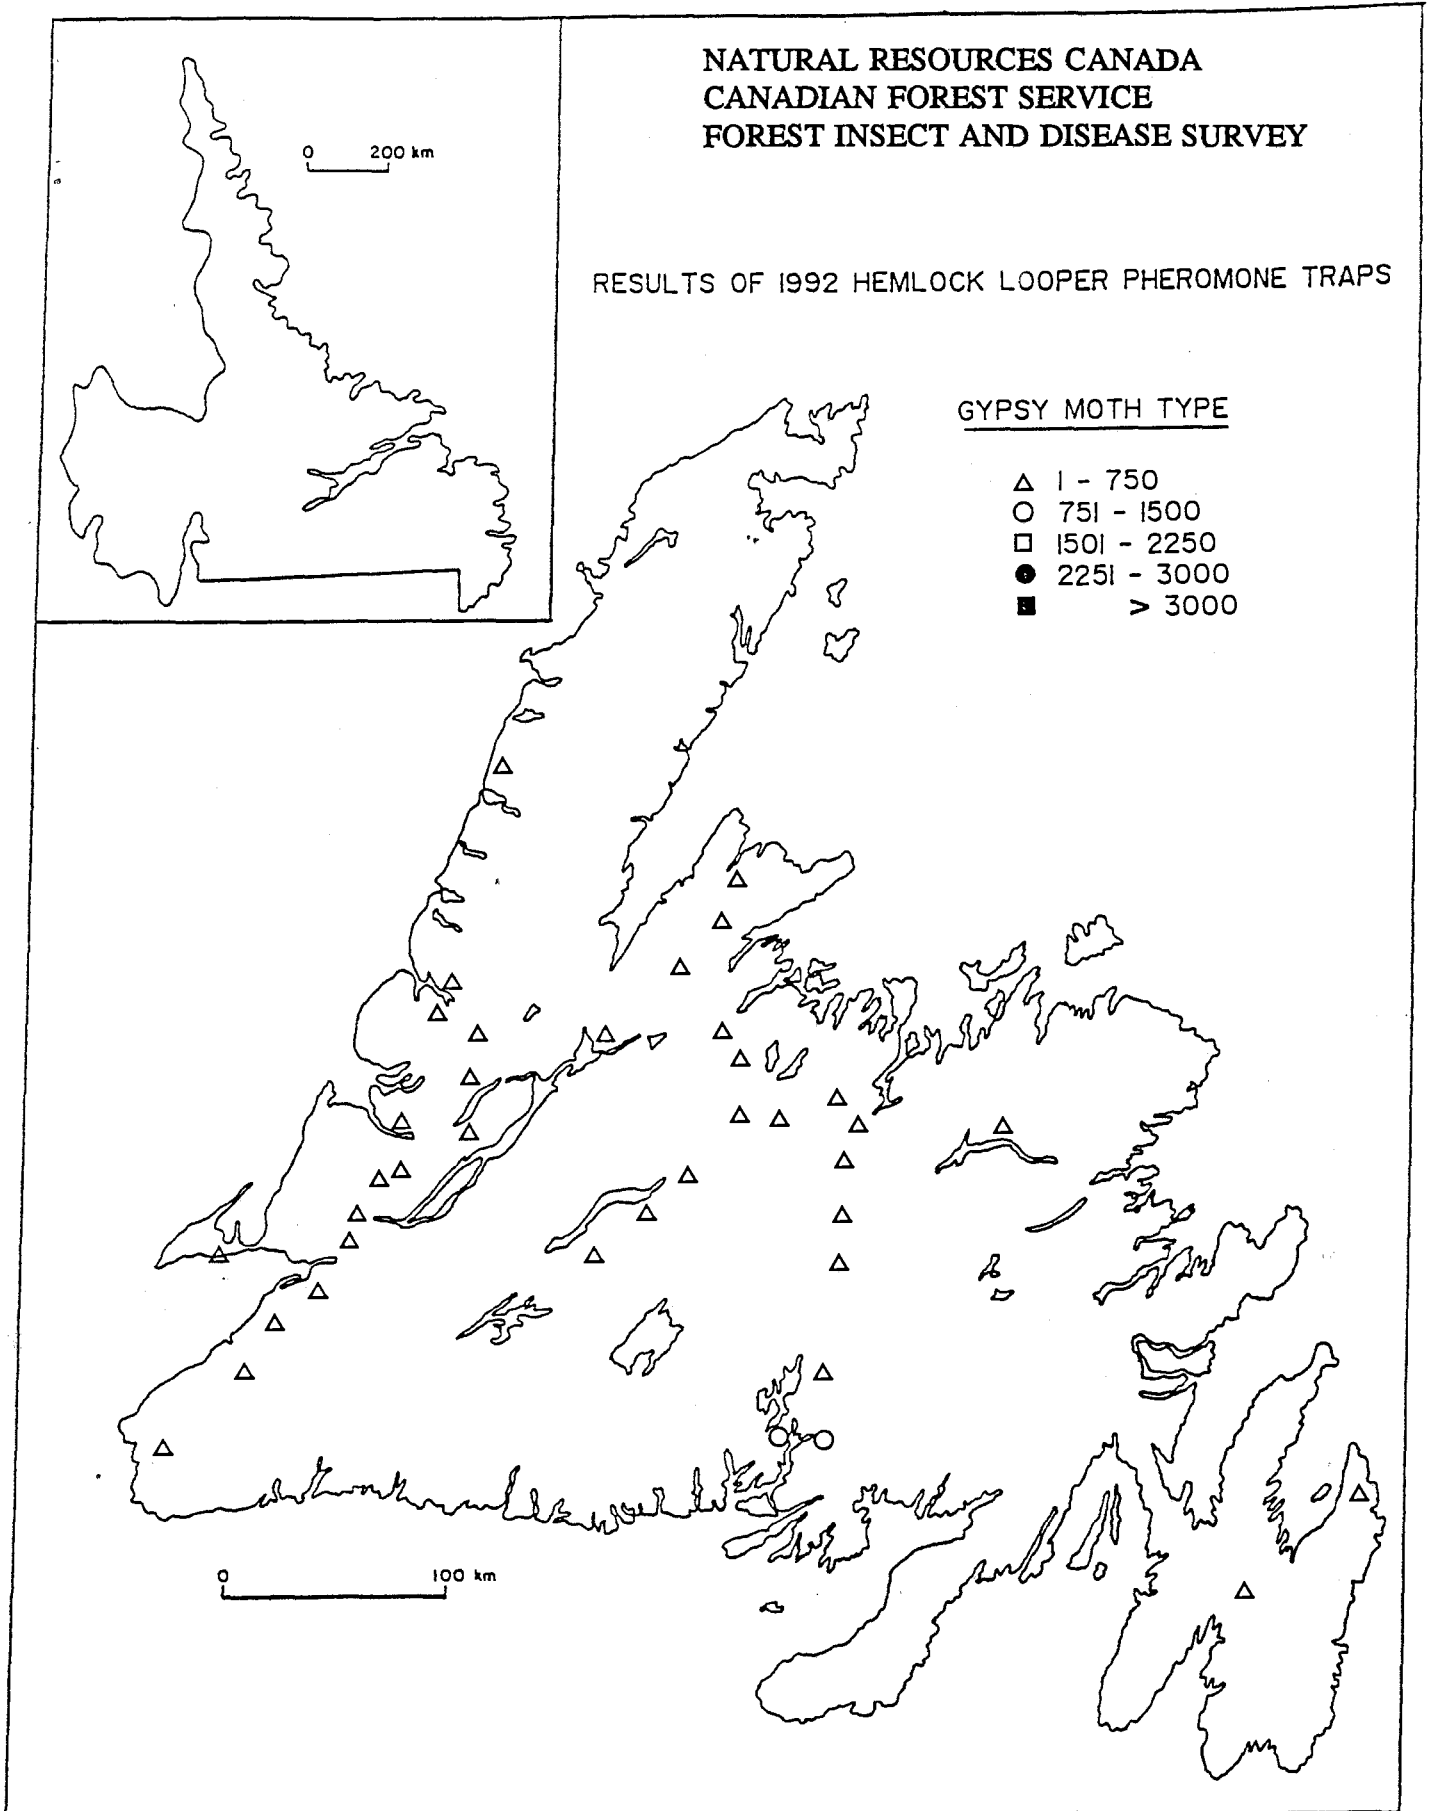 NATURAL RESOURCES CANADA
CANADIAN FOREST SERVICE
FOREST INSECT AND DISEASE SURVEY
0 200 km
RESULTS OF 1992 HEMLOCK LOOPER PHEROMONE TRAPS
GYPSY MOTH TYPE
1 - 750
751 - 1500
1501 - 2250
2251 - 3000
> 3000
0 100 km